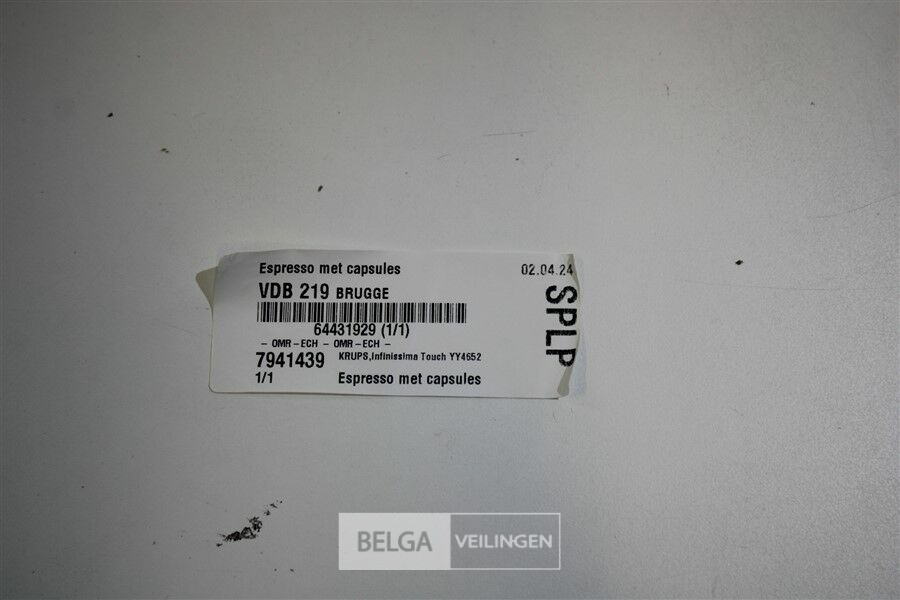 Espresso met capsules 02.04.24
VDB 219 BRUGGE
64431929 (1/1)
- OMR-ECH - OMR-ECH -
7941439 KRUPS,Infinissima Touch YY4652
1/1 Espresso met capsules
SPLP
BELGA VEILINGEN